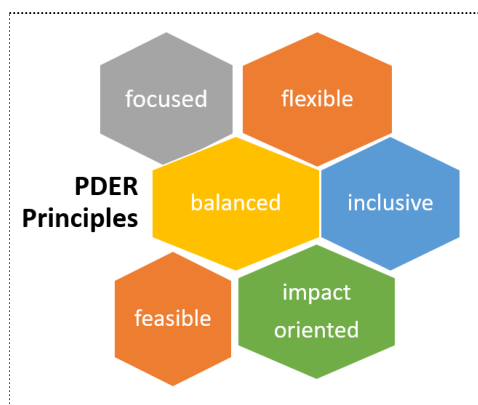 focused
flexible
PDER
Principles
balanced
inclusive
feasible
impact
oriented